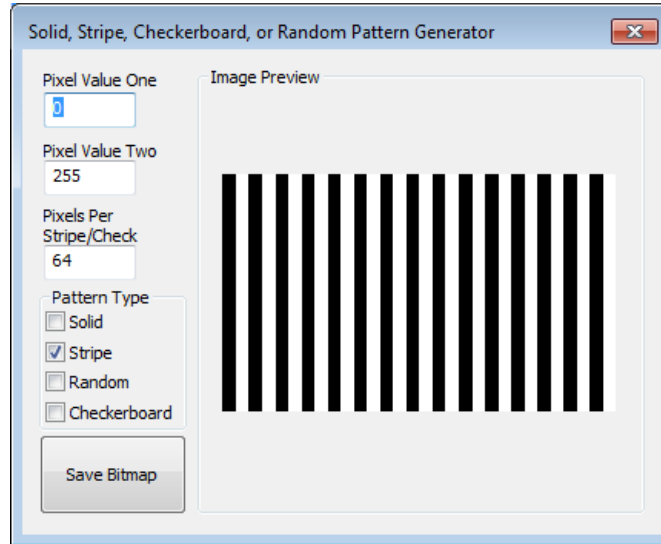 Solid, Stripe, Checkerboard, or Random Pattern Generator
Pixel Value One
0
Pixel Value Two
255
Pixels Per
Stripe/Check
64
Pattern Type
Solid
Stripe
Random
Checkerboard
Save Bitmap
Image Preview